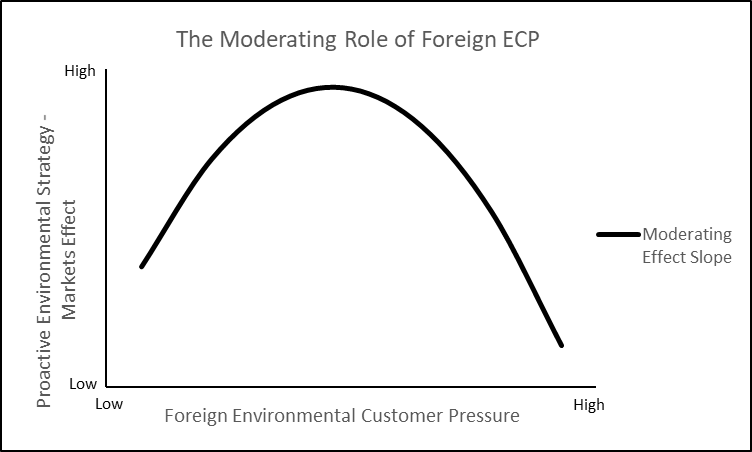 The Moderating Role of Foreign ECP
High
Proactive Environmental Strategy -
Markets Effect
Moderating
Effect Slope
Low
Low
High
Foreign Environmental Customer Pressure